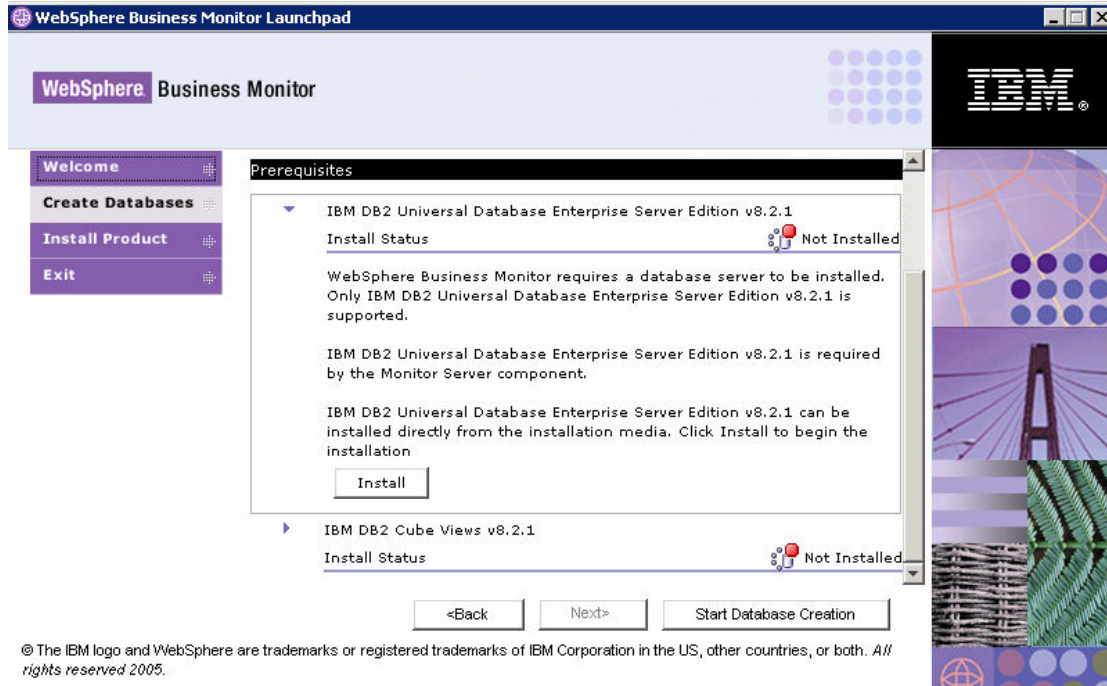 WebSphere Business Monitor Launchpad
WebSphere Business Monitor
IBM®
Welcome
Create Databases
Install Product
Exit
Prerequisites
IBM DB2 Universal Database Enterprise Server Edition v8.2.1
Install Status Not Installed
WebSphere Business Monitor requires a database server to be installed.
Only IBM DB2 Universal Database Enterprise Server Edition v8.2.1 is
supported.
IBM DB2 Universal Database Enterprise Server Edition v8.2.1 is required
by the Monitor Server component.
IBM DB2 Universal Database Enterprise Server Edition v8.2.1 can be
installed directly from the installation media. Click Install to begin the
installation
Install
IBM DB2 Cube Views v8.2.1
Install Status Not Installed
<Back Next> Start Database Creation
© The IBM logo and WebSphere are trademarks or registered trademarks of IBM Corporation in the US, other countries, or both. All
rights reserved 2005.